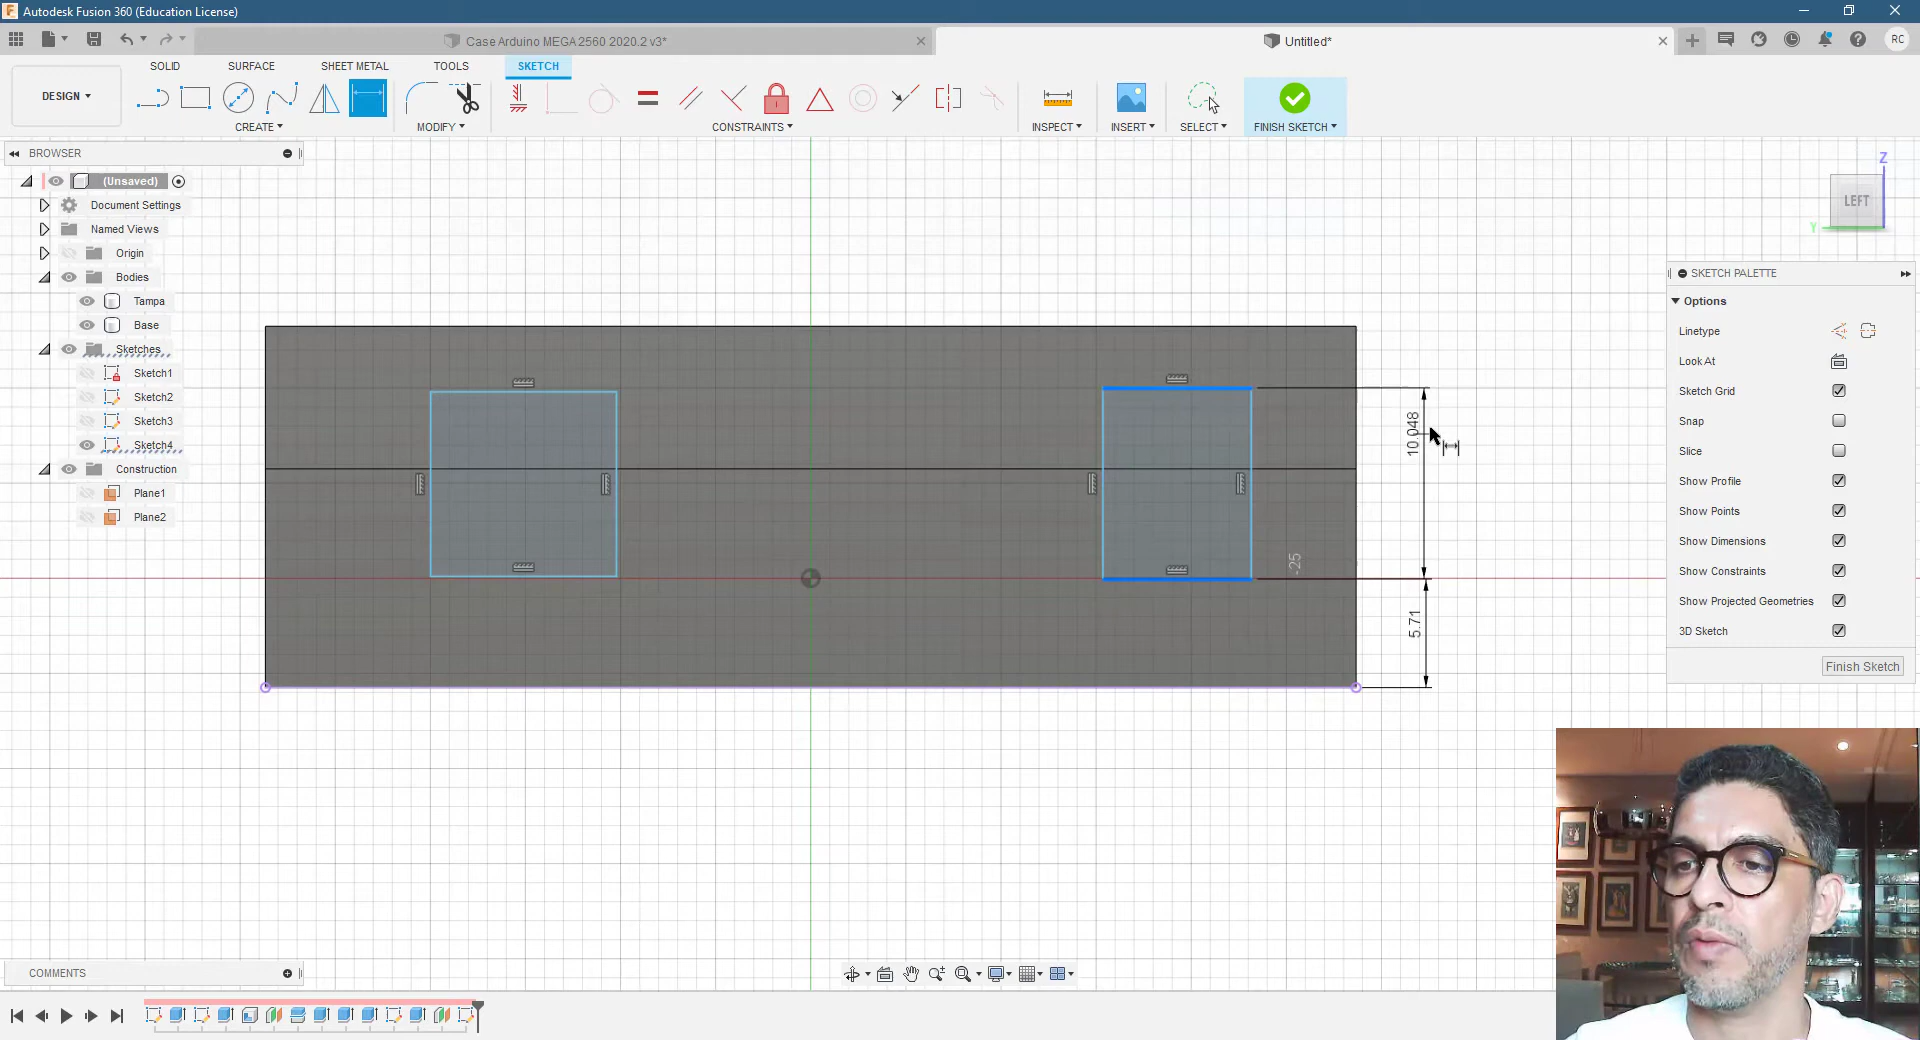 Autodesk Fusion 360 (Education License)
Case Arduino MEGA 2560 2020.2 v3*
Untitled*
RC
SOLID
SURFACE
SHEET METAL
TOOLS
SKETCH
DESIGN
CREATE
MODIFY
CONSTRAINTS
INSPECT
INSERT
SELECT
FINISH SKETCH
BROWSER
(Unsaved)
Document Settings
Named Views
Origin
Bodies
Tampa
Base
Sketches
Sketch1
Sketch2
Sketch3
Sketch4
Construction
Plane1
Plane2
Z
LEFT
Y
10.048
-25
5.71
SKETCH PALETTE
Options
Linetype
Look At
Sketch Grid
Snap
Slice
Show Profile
Show Points
Show Dimensions
Show Constraints
Show Projected Geometries
3D Sketch
Finish Sketch
COMMENTS